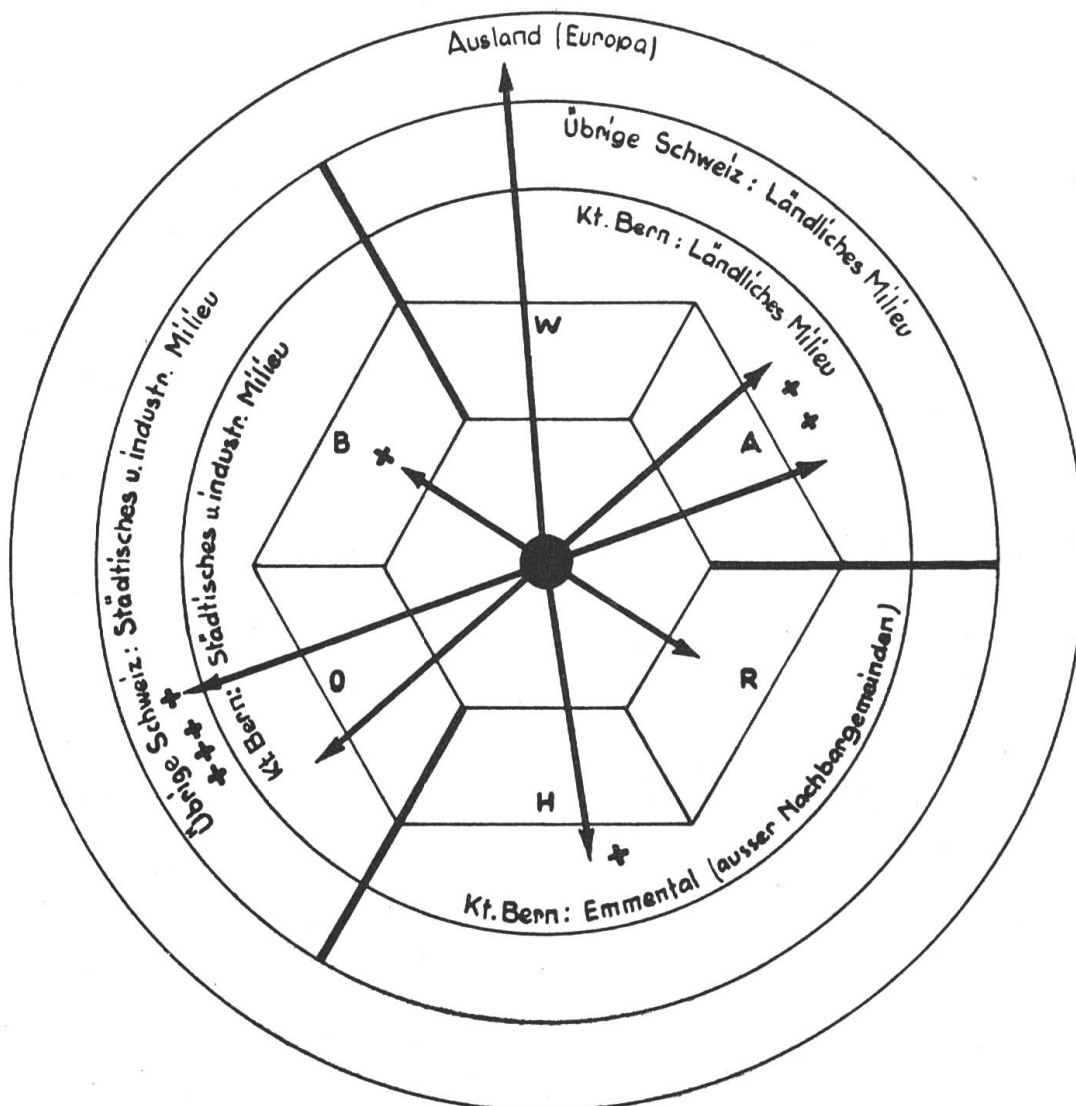 Ausland (Europa)
Übrige Schweiz: Ländliches Milieu
Kt. Bern: Ländliches Milieu
Übrige Schweiz: Städtisches u. industr. Milieu
Kt. Bern: Städtisches u. industr. Milieu
W
B
A
O
R
H
Kt. Bern: Emmental (ausser Nachbargemeinden)